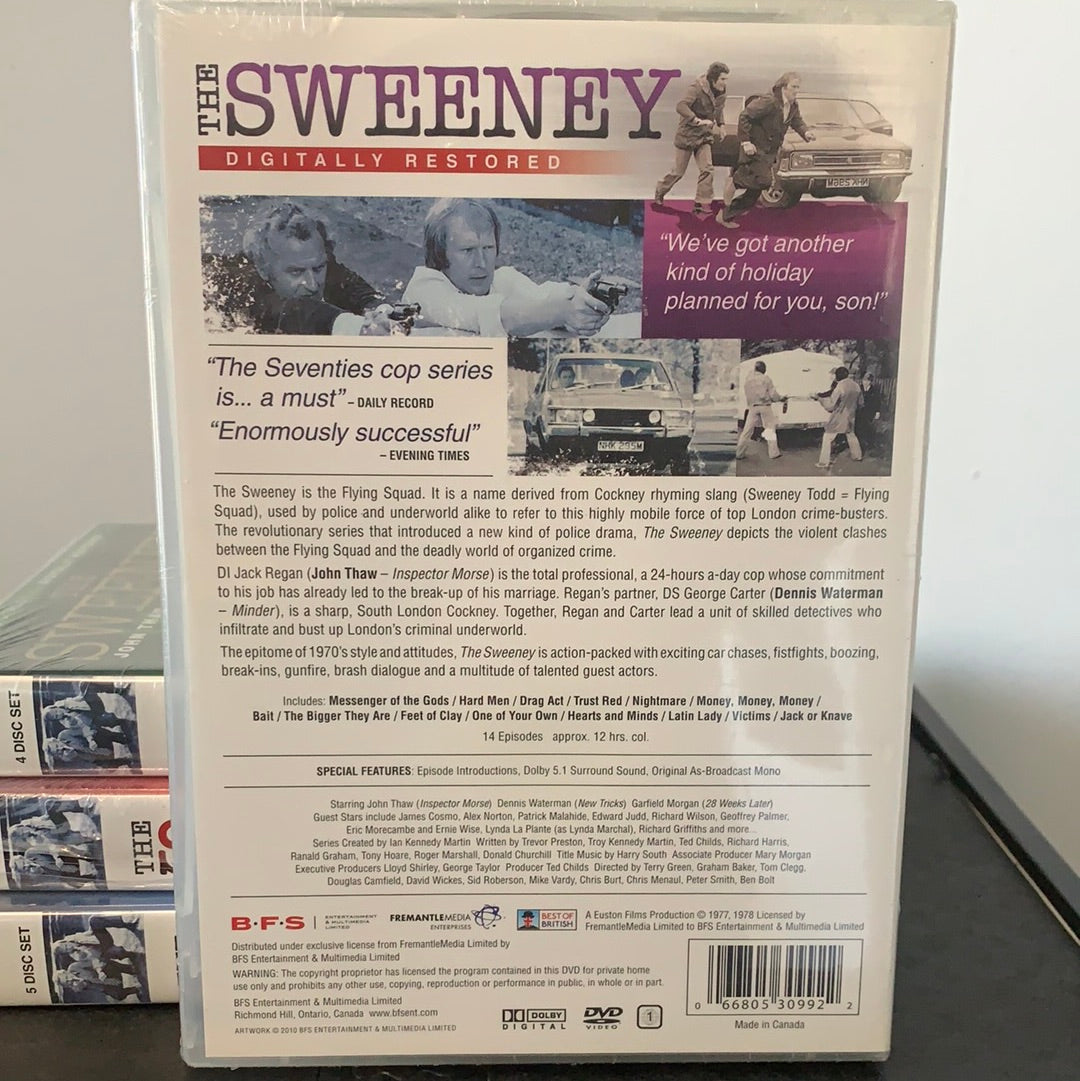 THE SWEENEY
DIGITALLY RESTORED
“We’ve got another
kind of holiday
planned for you, son!”
“The Seventies cop series
is... a must” – DAILY RECORD
“Enormously successful”
– EVENING TIMES
The Sweeney is the Flying Squad. It is a name derived from Cockney rhyming slang (Sweeney Todd = Flying
Squad), used by police and underworld alike to refer to this highly mobile force of top London crime-busters.
The revolutionary series that introduced a new kind of police drama, The Sweeney depicts the violent clashes
between the Flying Squad and the deadly world of organized crime.
DI Jack Regan (John Thaw – Inspector Morse) is the total professional, a 24-hours a-day cop whose commitment
to his job has already led to the break-up of his marriage. Regan’s partner, DS George Carter (Dennis Waterman
– Minder), is a sharp, South London Cockney. Together, Regan and Carter lead a unit of skilled detectives who
infiltrate and bust up London’s criminal underworld.
The epitome of 1970’s style and attitudes, The Sweeney is action-packed with exciting car chases, fistfights, boozing,
break-ins, gunfire, brash dialogue and a multitude of talented guest actors.
Includes: Messenger of the Gods / Hard Men / Drag Act / Trust Red / Nightmare / Money, Money, Money /
Bait / The Bigger They Are / Feet of Clay / One of Your Own / Hearts and Minds / Latin Lady / Victims / Jack or Knave
14 Episodes approx. 12 hrs. col.
SPECIAL FEATURES: Episode Introductions, Dolby 5.1 Surround Sound, Original As-Broadcast Mono
Starring John Thaw (Inspector Morse) Dennis Waterman (New Tricks) Garfield Morgan (28 Weeks Later)
Guest Stars include James Cosmo, Alex Norton, Patrick Malahide, Edward Judd, Richard Wilson, Geoffrey Palmer,
Eric Morecambe and Ernie Wise, Lynda La Plante (as Lynda Marchal), Richard Griffiths and more...
Series Created by Ian Kennedy Martin Written by Trevor Preston, Troy Kennedy Martin, Ted Childs, Richard Harris,
Ranald Graham, Tony Hoare, Roger Marshall, Donald Churchill Title Music by Harry South Associate Producer Mary Morgan
Executive Producers Lloyd Shirley, George Taylor Producer Ted Childs Directed by Terry Green, Graham Baker, Tom Clegg,
Douglas Camfield, David Wickes, Sid Roberson, Mike Vardy, Chris Burt, Chris Menaul, Peter Smith, Ben Bolt
B·F·S
ENTERTAINMENT
& MULTIMEDIA
LIMITED
FREMANTLEMEDIA
ENTERPRISES
BEST OF
BRITISH
A Euston Films Production © 1977, 1978 Licensed by
FremantleMedia Limited to BFS Entertainment & Multimedia Limited
Distributed under exclusive license from FremantleMedia Limited by
BFS Entertainment & Multimedia Limited
WARNING: The copyright proprietor has licensed the program contained in this DVD for private home
use only and prohibits any other use, copying, reproduction or performance in public, in whole or in part.
BFS Entertainment & Multimedia Limited
Richmond Hill, Ontario, Canada www.bfsent.com
ARTWORK © 2010 BFS ENTERTAINMENT & MULTIMEDIA LIMITED
DOLBY
DIGITAL
DVD
VIDEO
1
0 66805 30992 2
Made in Canada
4 DISC SET
THE
5 DISC SET